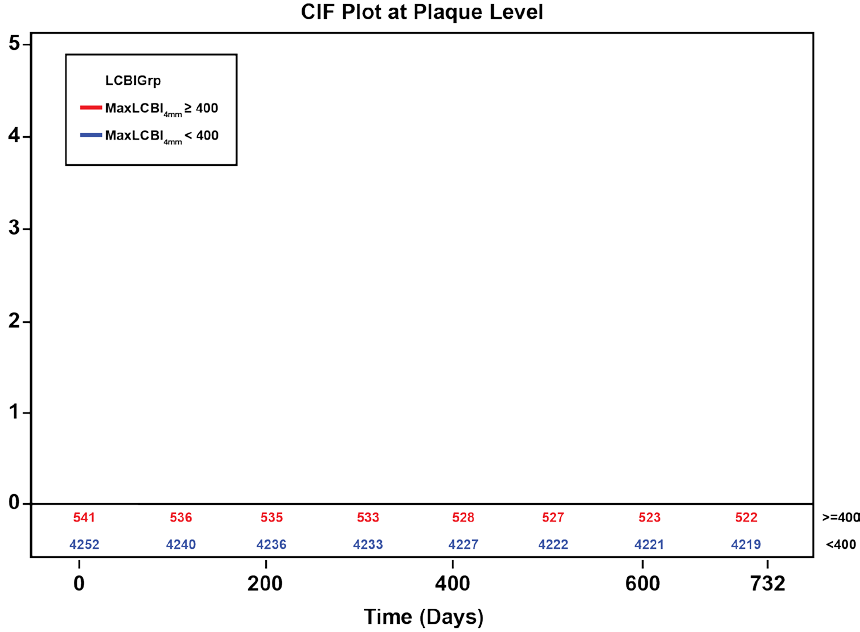 CIF Plot at Plaque Level
5
LCBIGrp
MaxLCBI4mm ≥ 400
MaxLCBI4mm < 400
4
3
2
1
0
541 536 535 533 528 527 523 522 >=400
4252 4240 4236 4233 4227 4222 4221 4219 <400
0 200 400 600 732
Time (Days)